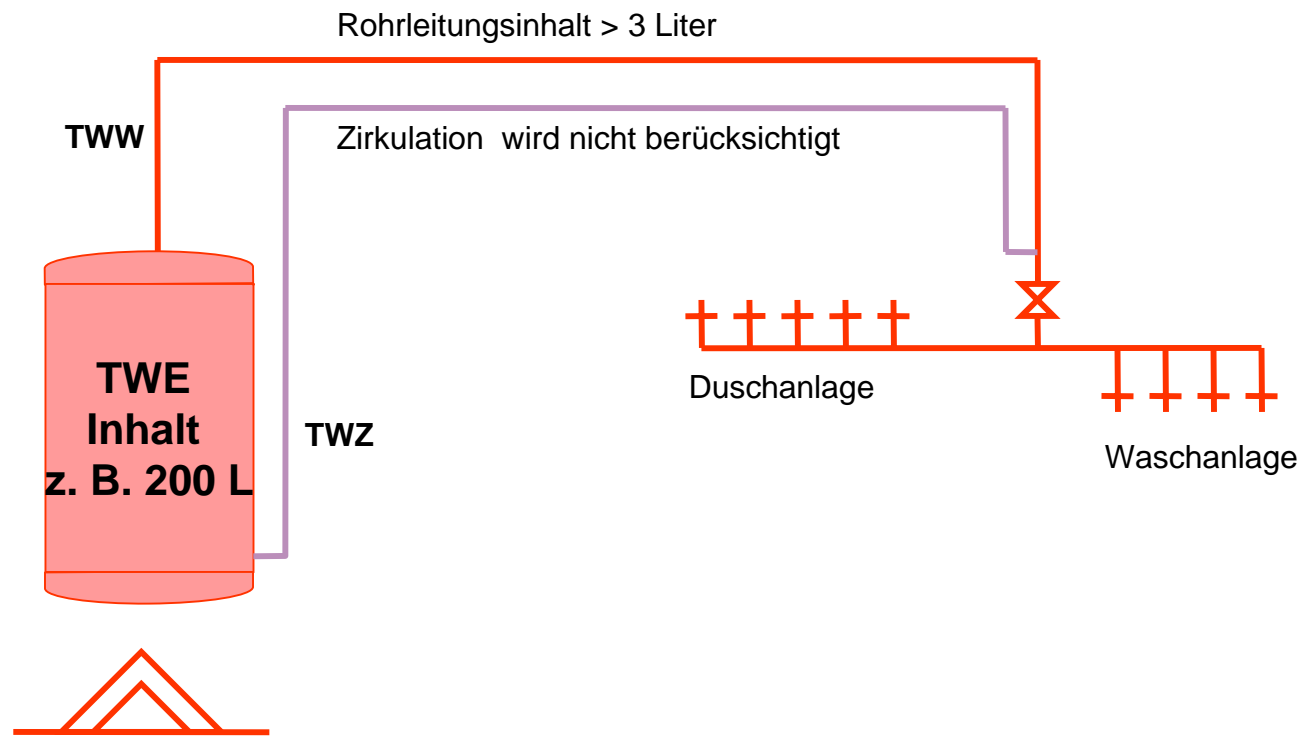 Rohrleitungsinhalt > 3 Liter
TWW
Zirkulation wird nicht berücksichtigt
TWE
Inhalt
z. B. 200 L
TWZ
Duschanlage
Waschanlage